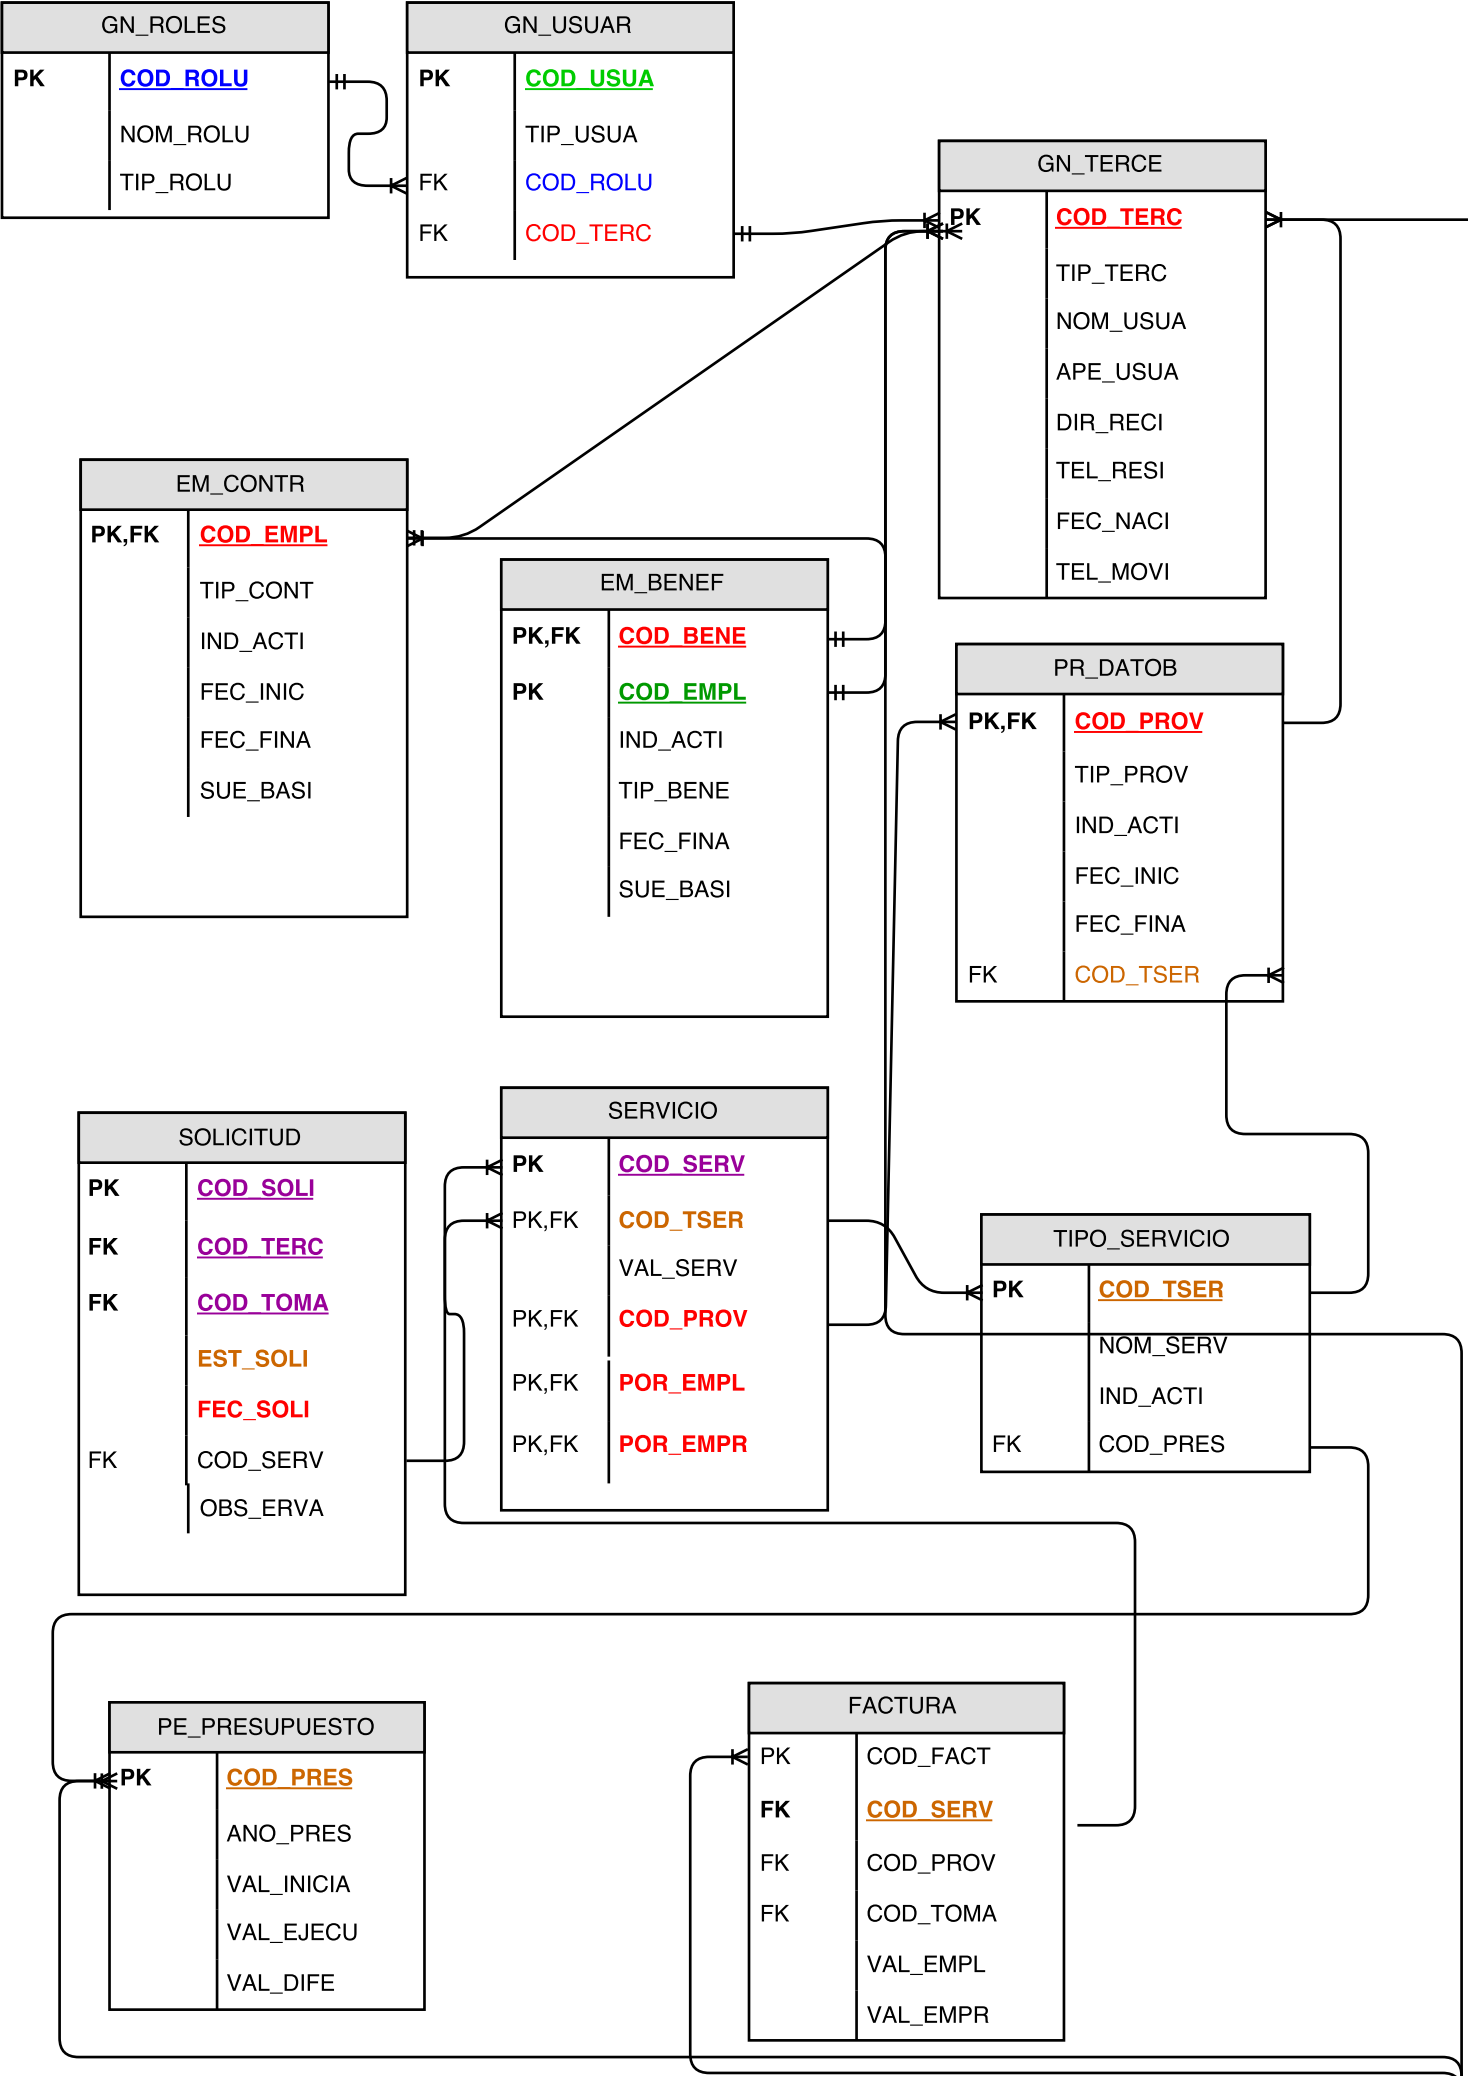 GN_ROLES
PK COD_ROLU
NOM_ROLU
TIP_ROLU
GN_USUAR
PK COD_USUA
TIP_USUA
FK COD_ROLU
FK COD_TERC
GN_TERCE
PK COD_TERC
TIP_TERC
NOM_USUA
APE_USUA
DIR_RECI
TEL_RESI
FEC_NACI
TEL_MOVI
EM_CONTR
PK,FK COD_EMPL
TIP_CONT
IND_ACTI
FEC_INIC
FEC_FINA
SUE_BASI
EM_BENEF
PK,FK COD_BENE
PK COD_EMPL
IND_ACTI
TIP_BENE
FEC_FINA
SUE_BASI
PR_DATOB
PK,FK COD_PROV
TIP_PROV
IND_ACTI
FEC_INIC
FEC_FINA
FK COD_TSER
SOLICITUD
PK COD_SOLI
FK COD_TERC
FK COD_TOMA
EST_SOLI
FEC_SOLI
FK COD_SERV
OBS_ERVA
SERVICIO
PK COD_SERV
PK,FK COD_TSER
VAL_SERV
PK,FK COD_PROV
PK,FK POR_EMPL
PK,FK POR_EMPR
TIPO_SERVICIO
PK COD_TSER
NOM_SERV
IND_ACTI
FK COD_PRES
PE_PRESUPUESTO
PK COD_PRES
ANO_PRES
VAL_INICIA
VAL_EJECU
VAL_DIFE
FACTURA
PK COD_FACT
FK COD_SERV
FK COD_PROV
FK COD_TOMA
VAL_EMPL
VAL_EMPR